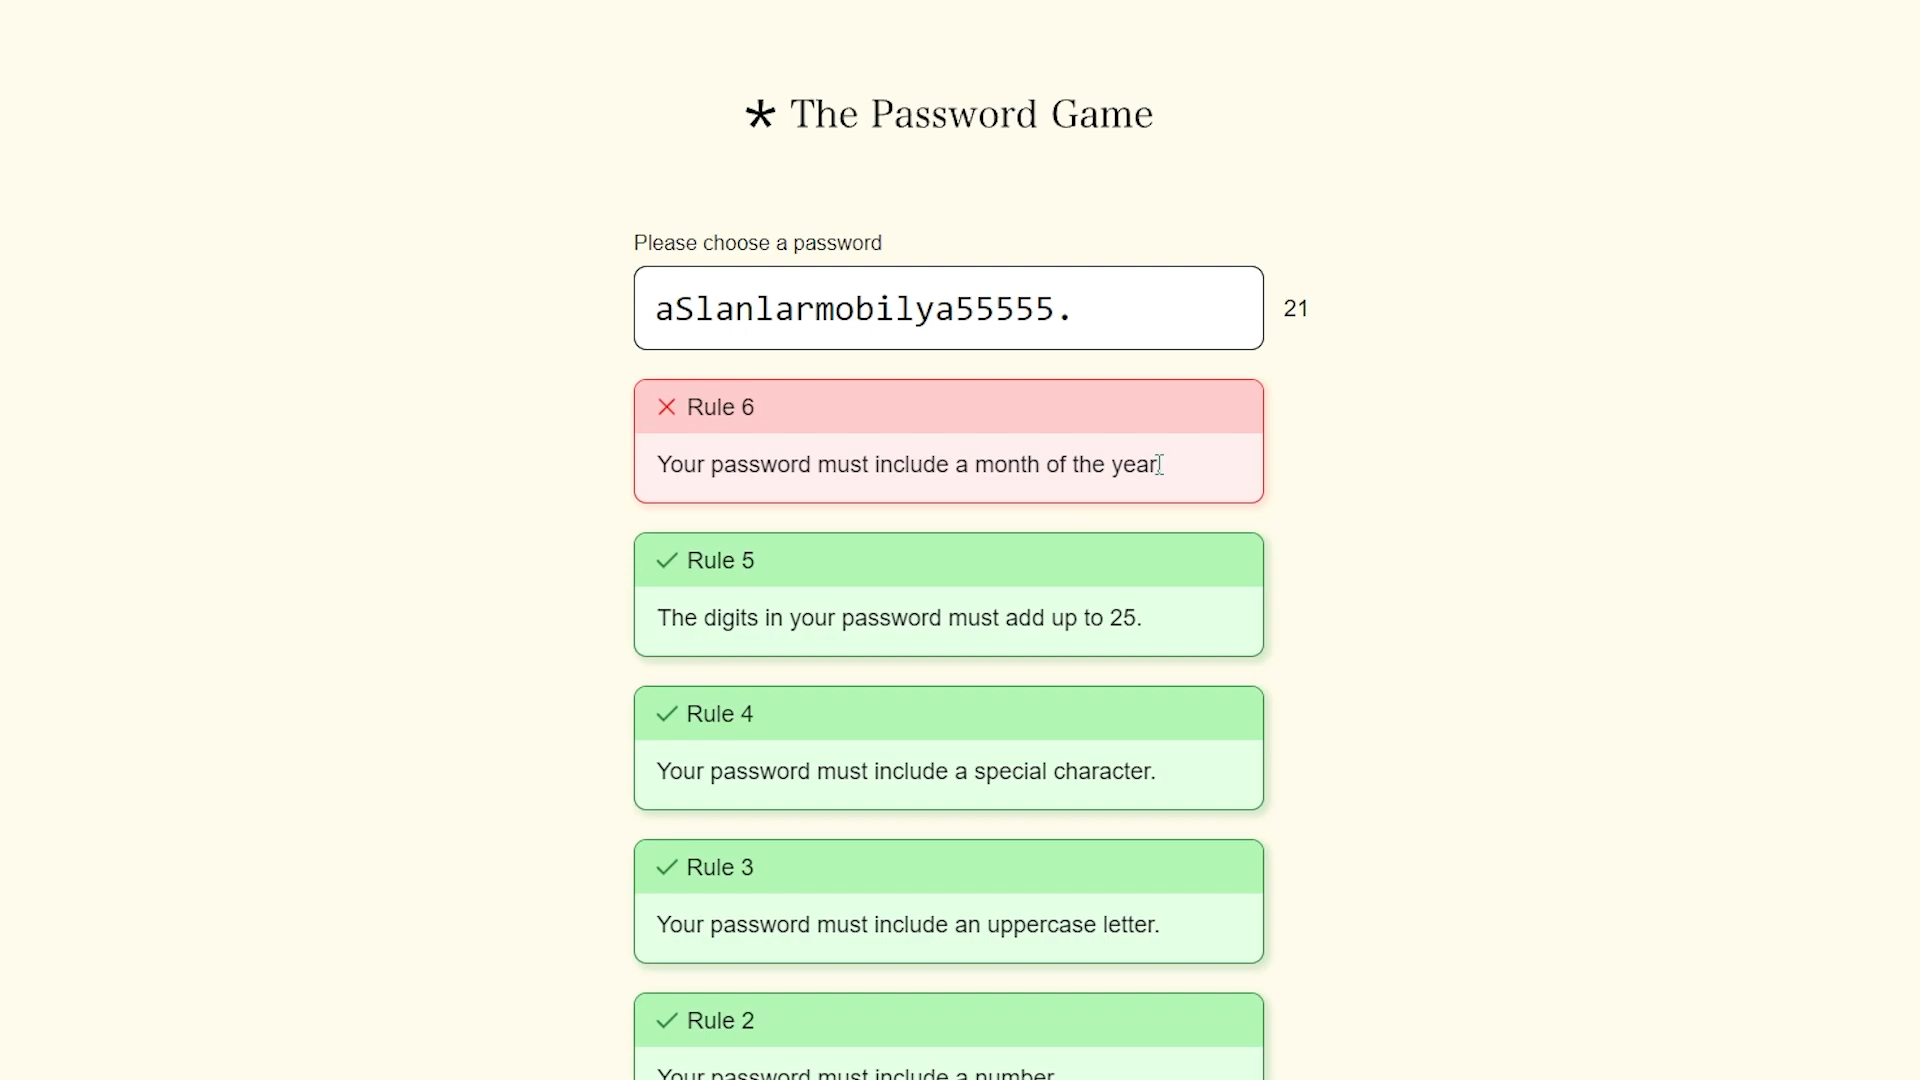 * The Password Game
Please choose a password
aSlanlarmobilya55555.
21
Rule 6
Your password must include a month of the year.
Rule 5
The digits in your password must add up to 25.
Rule 4
Your password must include a special character.
Rule 3
Your password must include an uppercase letter.
Rule 2
Your password must include a number.